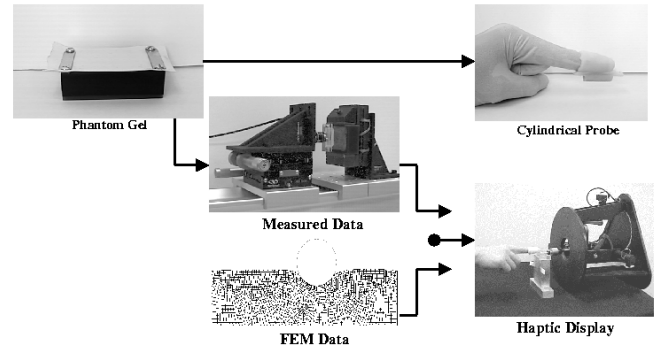 Phantom Gel
Cylindrical Probe
Measured Data
FEM Data
Haptic Display